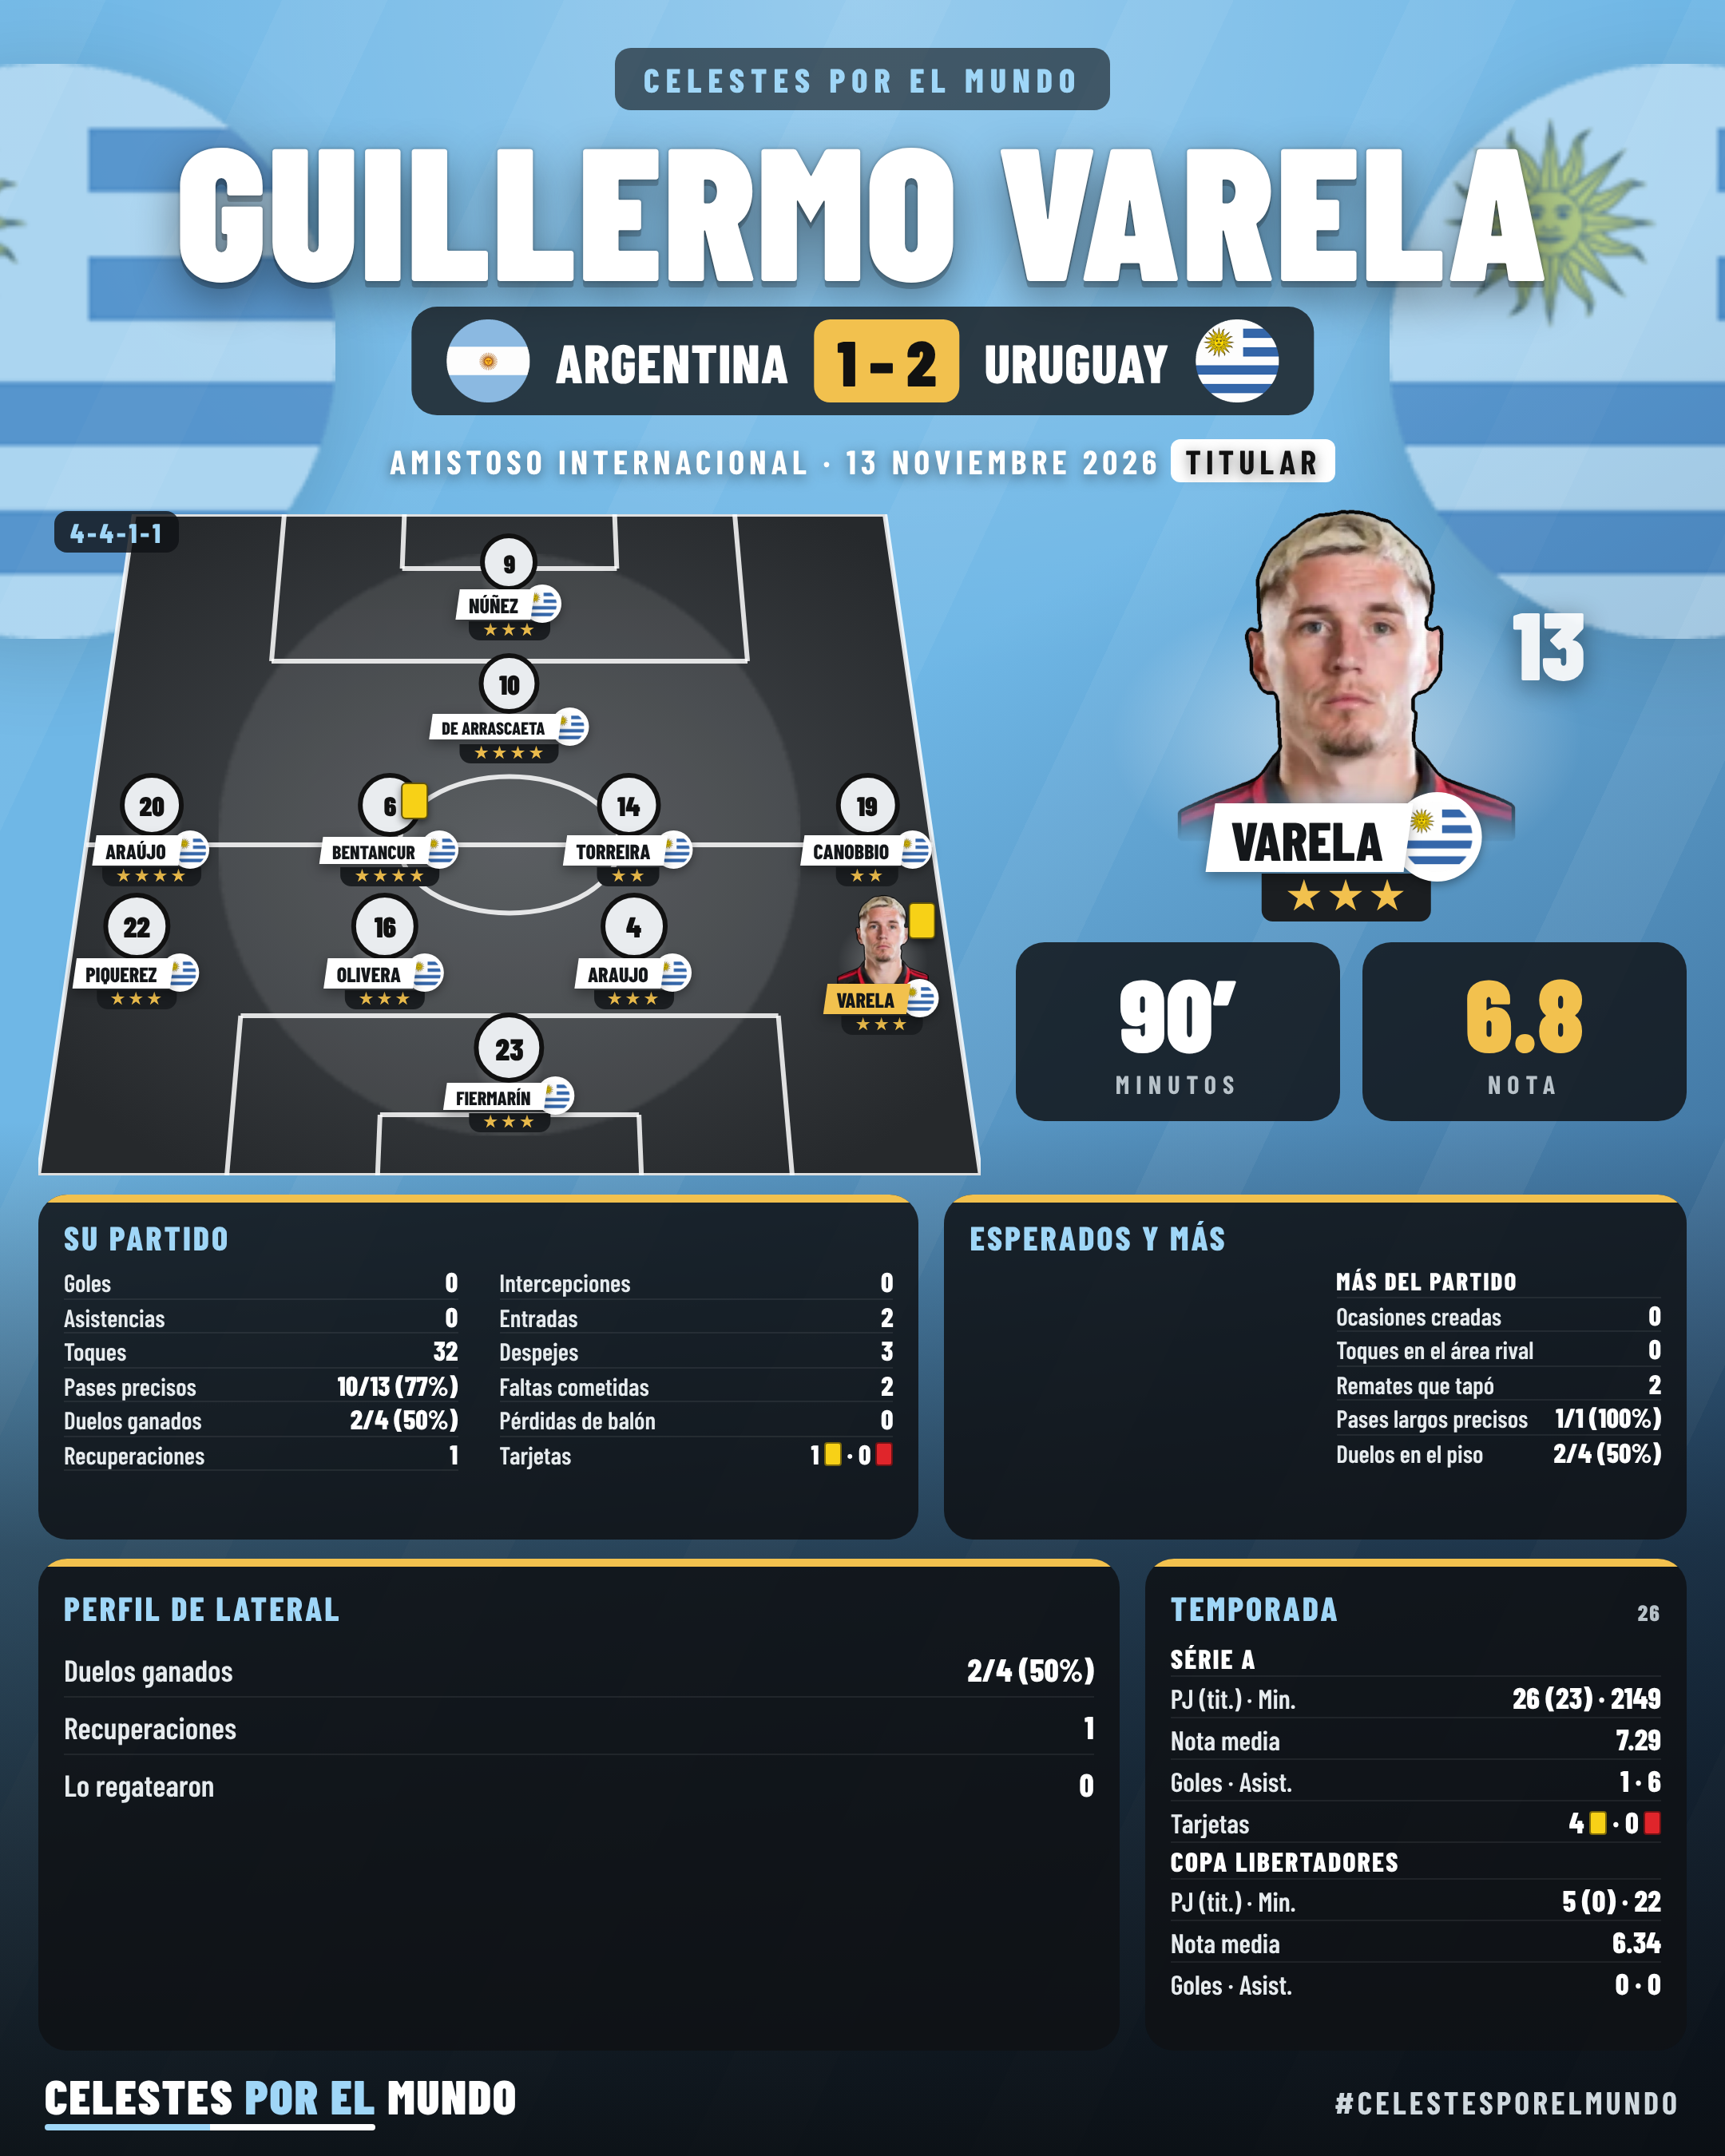 CELESTES POR EL MUNDO
GUILLERMO VARELA
ARGENTINA 1 - 2 URUGUAY
AMISTOSO INTERNACIONAL · 13 NOVIEMBRE 2026 TITULAR
4-4-1-1
9
NÚÑEZ
★★★
10
DE ARRASCAETA
★★★★
20 6 14 19
ARAÚJO BENTANCUR TORREIRA CANOBBIO
★★★★ ★★★★ ★★ ★★
22 16 4
PIQUEREZ OLIVERA ARAUJO VARELA
★★★ ★★★ ★★★ ★★★
23
FIERMARÍN
★★★
13
VARELA
★★★
90′
MINUTOS
6.8
NOTA
SU PARTIDO
Goles 0
Asistencias 0
Toques 32
Pases precisos 10/13 (77%)
Duelos ganados 2/4 (50%)
Recuperaciones 1
Intercepciones 0
Entradas 2
Despejes 3
Faltas cometidas 2
Pérdidas de balón 0
Tarjetas 1 · 0
ESPERADOS Y MÁS
MÁS DEL PARTIDO
Ocasiones creadas 0
Toques en el área rival 0
Remates que tapó 2
Pases largos precisos 1/1 (100%)
Duelos en el piso 2/4 (50%)
PERFIL DE LATERAL
Duelos ganados 2/4 (50%)
Recuperaciones 1
Lo regatearon 0
TEMPORADA 26
SÉRIE A
PJ (tit.) · Min. 26 (23) · 2149
Nota media 7.29
Goles · Asist. 1 · 6
Tarjetas 4 · 0
COPA LIBERTADORES
PJ (tit.) · Min. 5 (0) · 22
Nota media 6.34
Goles · Asist. 0 · 0
CELESTES POR EL MUNDO
#CELESTESPORELMUNDO